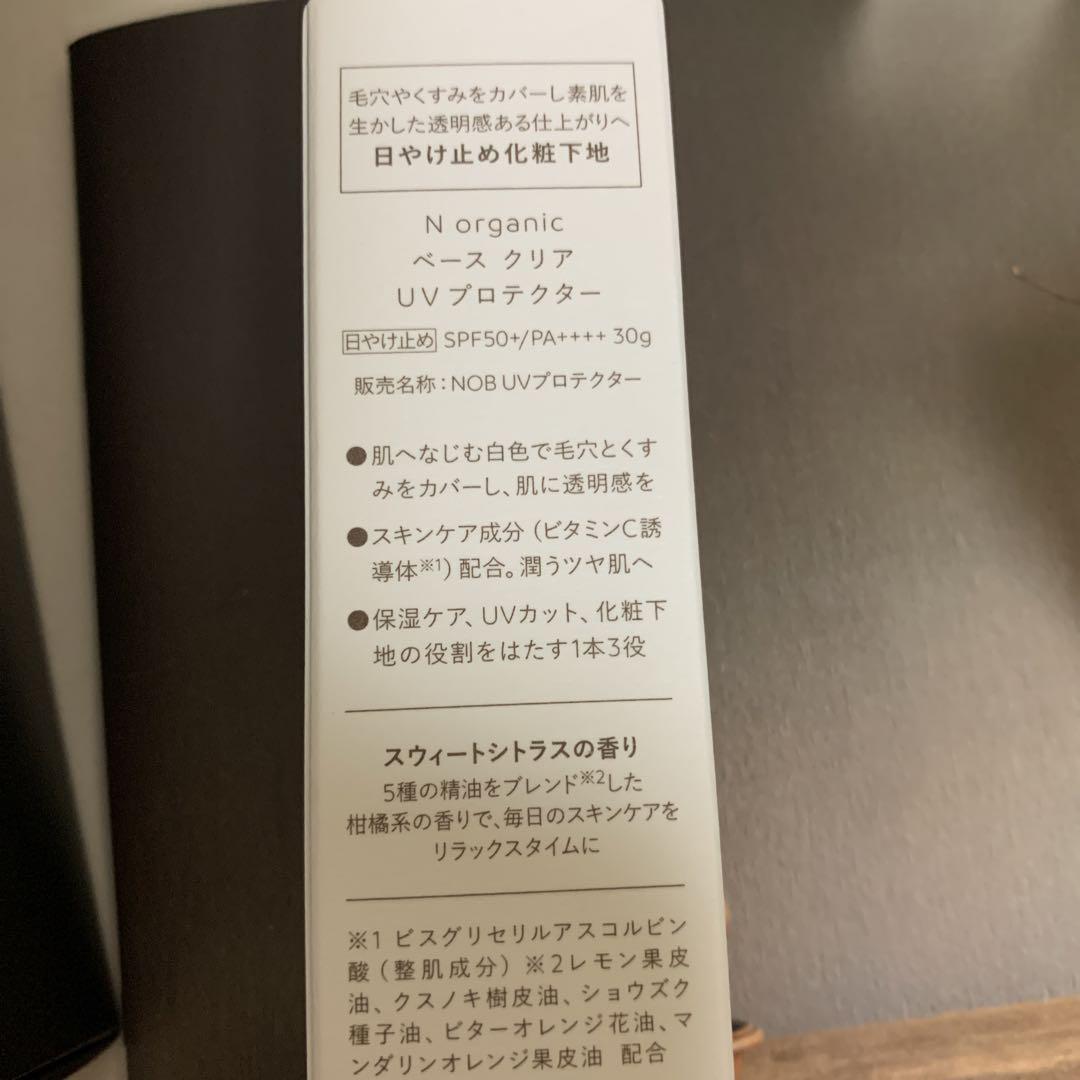 毛穴やくすみをカバーし素肌を
生かした透明感ある仕上がりへ
日やけ止め化粧下地
N organic
ベース クリア
UVプロテクター
日やけ止め SPF50+/PA++++ 30g
販売名称：NOB UVプロテクター
●肌へなじむ白色で毛穴とくす
みをカバーし、肌に透明感を
●スキンケア成分（ビタミンC誘
導体※1）配合。潤うツヤ肌へ
●保湿ケア、UVカット、化粧下
地の役割をはたす1本3役
スウィートシトラスの香り
5種の精油をブレンド※2した
柑橘系の香りで、毎日のスキンケアを
リラックスタイムに
※1 ビスグリセリルアスコルビン
酸（整肌成分）※2レモン果皮
油、クスノキ樹皮油、ショウズク
種子油、ビターオレンジ花油、マ
ンダリンオレンジ果皮油 配合